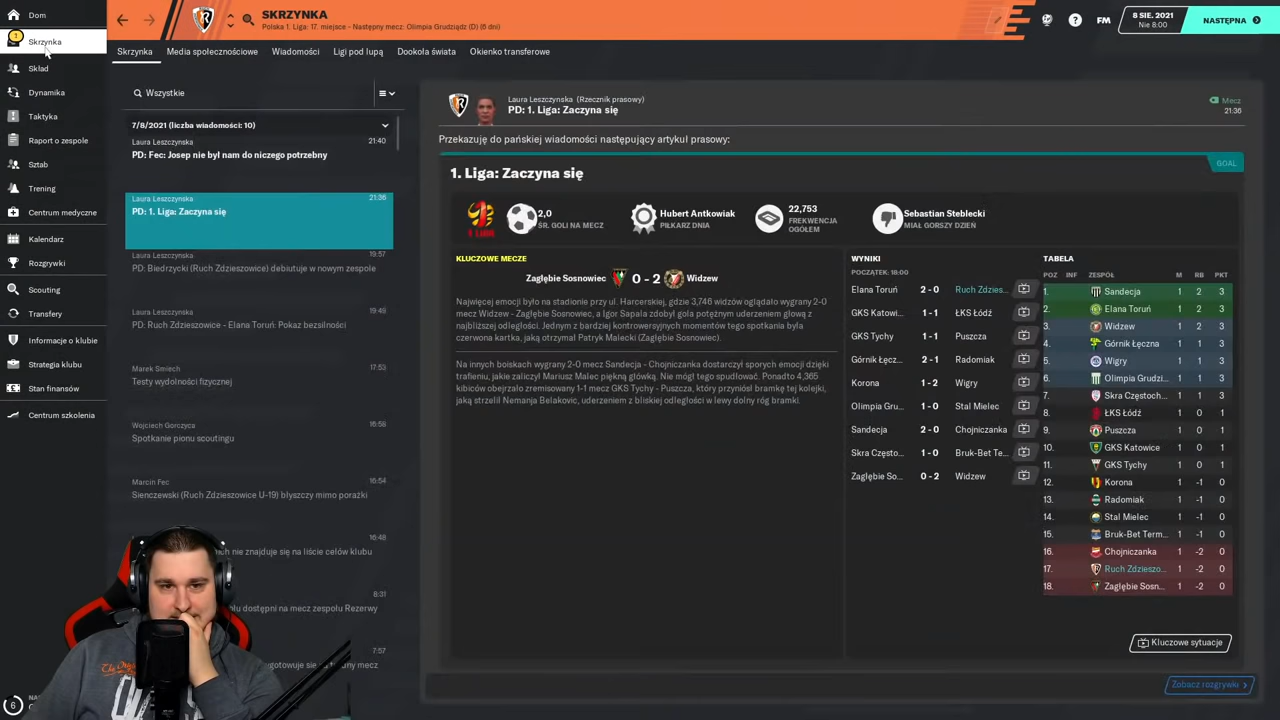 Dom
Skrzynka
Skład
Dynamika
Taktyka
Raport o zespole
Sztab
Trening
Centrum medyczne
Kalendarz
Rozgrywki
Scouting
Transfery
Informacje o klubie
Strategia klubu
Stan finansów
Centrum szkolenia
6
SKRZYNKA
Polska 1. Liga: 17. miejsce - Następny mecz: Olimpia Grudziądz (D) (6 dni)
FM
8 SIE. 2021
Nie 8:00
NASTĘPNA
Skrzynka
Media społecznościowe
Wiadomości
Ligi pod lupą
Dookoła świata
Okienko transferowe
Wszystkie
7/8/2021 (liczba wiadomości: 10)
Laura Leszczynska 21:40
PD: Fec: Josep nie był nam do niczego potrzebny
Laura Leszczynska 21:36
PD: 1. Liga: Zaczyna się
Laura Leszczynska 19:57
PD: Biedrzycki (Ruch Zdzieszowice) debiutuje w nowym zespole
Laura Leszczynska 19:48
PD: Ruch Zdzieszowice - Elana Toruń: Pokaz bezsilności
Marek Smiech 17:53
Testy wydolności fizycznej
Wojciech Gorczyca 16:58
Spotkanie pionu scoutingu
Marcin Fec 16:54
Sienczewski (Ruch Zdzieszowice U-19) błyszczy mimo porażki
16:48
nie znajduje się na liście celów klubu
8:31
dostępni na mecz zespołu Rezerwy
7:57
mecz
Laura Leszczynska (Rzecznik prasowy)
PD: 1. Liga: Zaczyna się
Mecz
21:36
Przekazuję do pańskiej wiadomości następujący artykuł prasowy:
GOAL
1. Liga: Zaczyna się
2,0
ŚR. GOLI NA MECZ
Hubert Antkowiak
PIŁKARZ DNIA
22,753
FREKWENCJA
OGÓŁEM
Sebastian Steblecki
MIAŁ GORSZY DZIEŃ
KLUCZOWE MECZE
Zagłębie Sosnowiec 0 - 2 Widzew
Najwięcej emocji było na stadionie przy ul. Harcerskiej, gdzie 3,746 widzów oglądało wygrany 2-0
mecz Widzew - Zagłębie Sosnowiec, a Igor Sapala zdobył gola potężnym uderzeniem głową z
najbliższej odległości. Jednym z bardziej kontrowersyjnych momentów tego spotkania była
czerwona kartka, jaką otrzymał Patryk Małecki (Zagłębie Sosnowiec).
Na innych boiskach wygrany 2-0 mecz Sandecja - Chojniczanka dostarczył sporych emocji dzięki
trafieniu, jakie zaliczył Mariusz Malec piękną główką. Nie mógł tego spudłować. Ponadto 4,365
kibiców obejrzało zremisowany 1-1 mecz GKS Tychy - Puszcza, który przyniósł bramkę tej kolejki,
jaką strzelił Nemanja Belakovic, uderzeniem z bliskiej odległości w lewy dolny róg bramki.
WYNIKI
POCZĄTEK: 18:00
Elana Toruń 2 - 0 Ruch Zdzies...
GKS Katowi... 1 - 1 ŁKS Łódź
GKS Tychy 1 - 1 Puszcza
Górnik Łęcz... 2 - 1 Radomiak
Korona 1 - 2 Wigry
Olimpia Gru... 1 - 0 Stal Mielec
Sandecja 2 - 0 Chojniczanka
Skra Często... 1 - 0 Bruk-Bet Te...
Zagłębie So... 0 - 2 Widzew
TABELA
POZ INF ZESPÓŁ M RB PKT
1. Sandecja 1 2 3
2. Elana Toruń 1 2 3
3. Widzew 1 2 3
4. Górnik Łęczna 1 1 3
5. Wigry 1 1 3
6. Olimpia Grudzi... 1 1 3
7. Skra Częstoch... 1 1 3
8. ŁKS Łódź 1 0 1
9. Puszcza 1 0 1
10. GKS Katowice 1 0 1
11. GKS Tychy 1 0 1
12. Korona 1 -1 0
13. Radomiak 1 -1 0
14. Stal Mielec 1 -1 0
15. Bruk-Bet Term... 1 -1 0
16. Chojniczanka 1 -2 0
17. Ruch Zdzieszo... 1 -2 0
18. Zagłębie Sosn... 1 -2 0
Kluczowe sytuacje
Zobacz rozgrywki